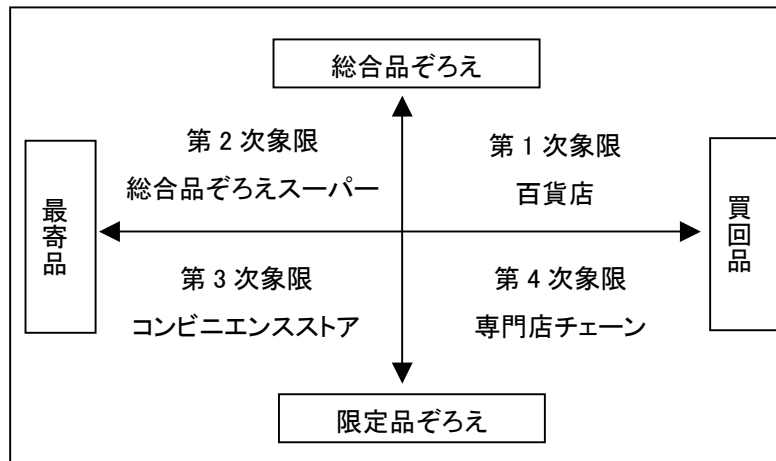 総合品ぞろえ
第2次象限
総合品ぞろえスーパー
第1次象限
百貨店
最寄品
買回品
第3次象限
コンビニエンスストア
第4次象限
専門店チェーン
限定品ぞろえ